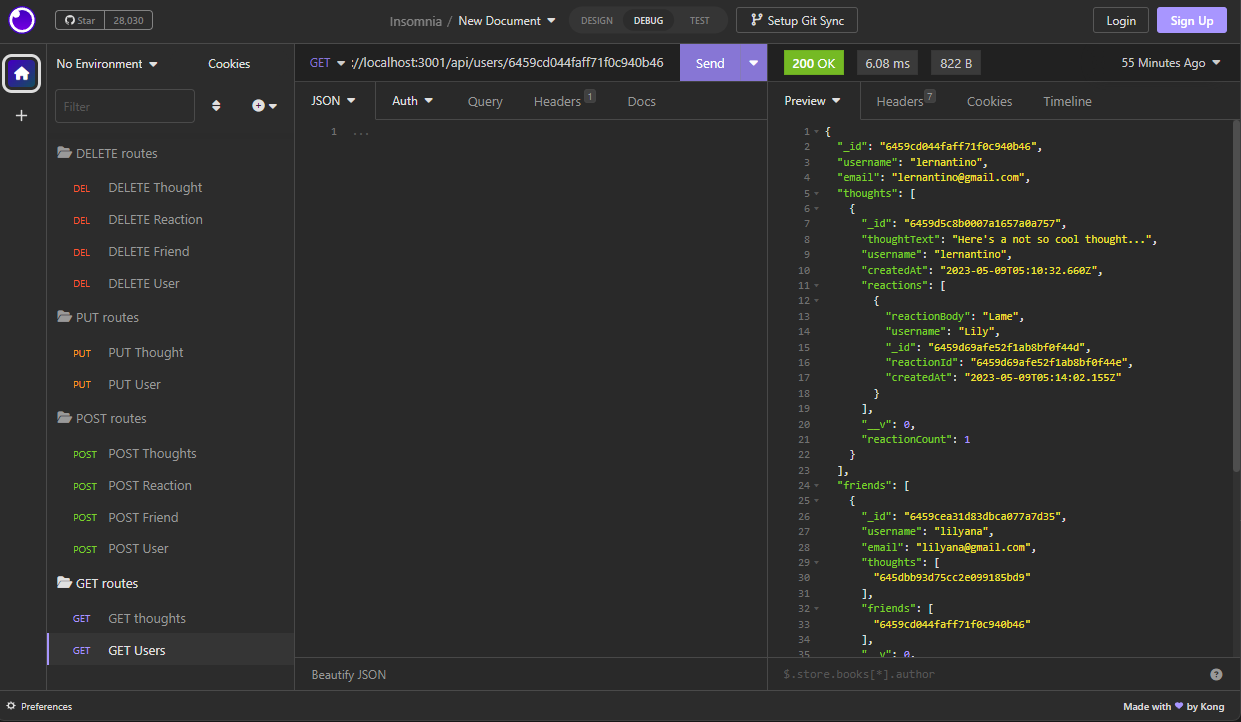 Star 28,030
Insomnia / New Document
DESIGN DEBUG TEST
Setup Git Sync
Login
Sign Up
No Environment
Cookies
Filter
DELETE routes
DEL DELETE Thought
DEL DELETE Reaction
DEL DELETE Friend
DEL DELETE User
PUT routes
PUT PUT Thought
PUT PUT User
POST routes
POST POST Thoughts
POST POST Reaction
POST POST Friend
POST POST User
GET routes
GET GET thoughts
GET GET Users
GET ://localhost:3001/api/users/6459cd044faff71f0c940b46 Send
JSON Auth Query Headers 1 Docs
1 ...
Beautify JSON
200 OK 6.08 ms 822 B 55 Minutes Ago
Preview Headers 7 Cookies Timeline
1 {
2 "_id": "6459cd044faff71f0c940b46",
3 "username": "lernantino",
4 "email": "lernantino@gmail.com",
5 "thoughts": [
6 {
7 "_id": "6459d5c8b0007a1657a0a757",
8 "thoughtText": "Here's a not so cool thought...",
9 "username": "lernantino",
10 "createdAt": "2023-05-09T05:10:32.660Z",
11 "reactions": [
12 {
13 "reactionBody": "Lame",
14 "username": "Lily",
15 "_id": "6459d69afe52f1ab8bf0f44d",
16 "reactionId": "6459d69afe52f1ab8bf0f44e",
17 "createdAt": "2023-05-09T05:14:02.155Z"
18 }
19 ],
20 "__v": 0,
21 "reactionCount": 1
22 }
23 ],
24 "friends": [
25 {
26 "_id": "6459cea31d83dbca077a7d35",
27 "username": "lilyana",
28 "email": "lilyana@gmail.com",
29 "thoughts": [
30 "645dbb93d75cc2e099185bd9"
31 ],
32 "friends": [
33 "6459cd044faff71f0c940b46"
34 ],
35 "__v": 0,
$.store.books[*].author
Preferences
Made with ♥ by Kong